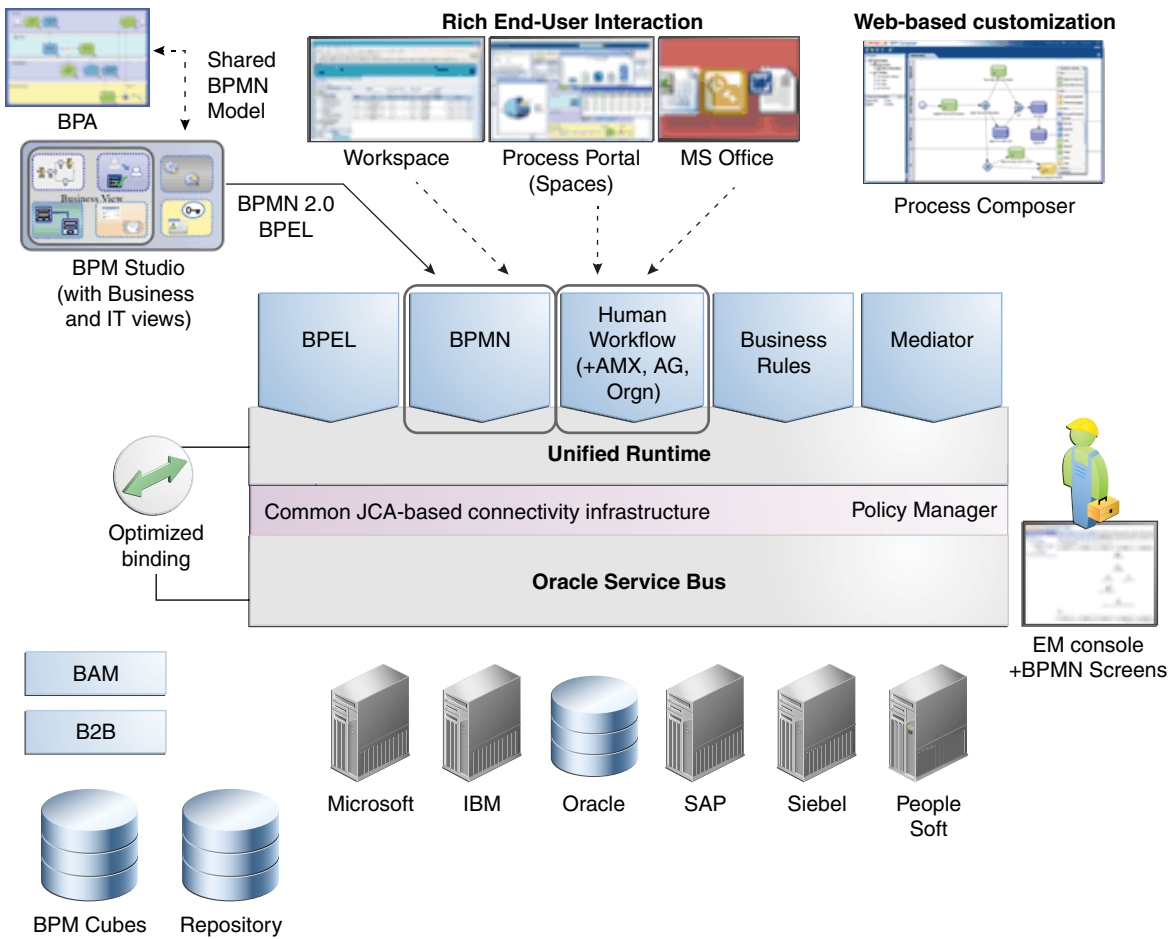 Rich End-User Interaction
Web-based customization
Shared
BPMN
Model
BPA
Workspace
Process Portal
(Spaces)
MS Office
Process Composer
Business View
BPMN 2.0
BPEL
BPM Studio
(with Business
and IT views)
BPEL
BPMN
Human
Workflow
(+AMX, AG,
Orgn)
Business
Rules
Mediator
Unified Runtime
Common JCA-based connectivity infrastructure
Policy Manager
Optimized
binding
Oracle Service Bus
EM console
+BPMN Screens
BAM
B2B
Microsoft
IBM
Oracle
SAP
Siebel
People
Soft
BPM Cubes
Repository